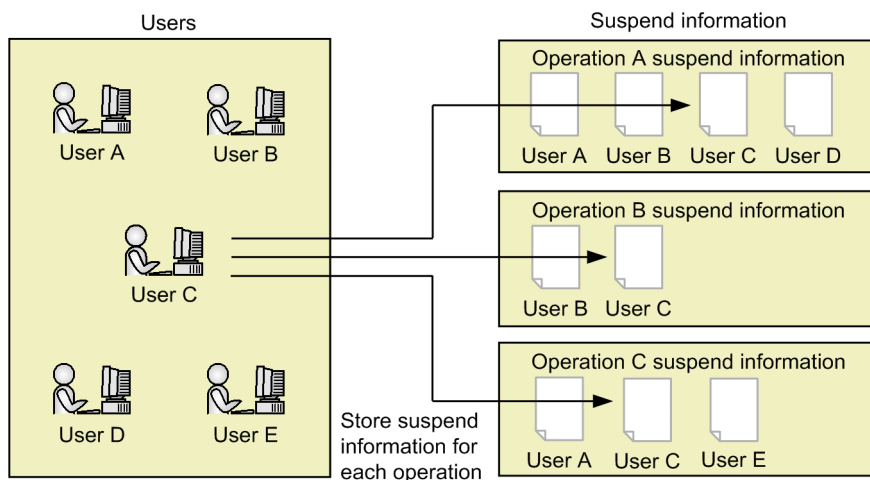 Users
User A
User B
User C
User D
User E
Store suspend
information for
each operation
Suspend information
Operation A suspend information
User A
User B
User C
User D
Operation B suspend information
User B
User C
Operation C suspend information
User A
User C
User E